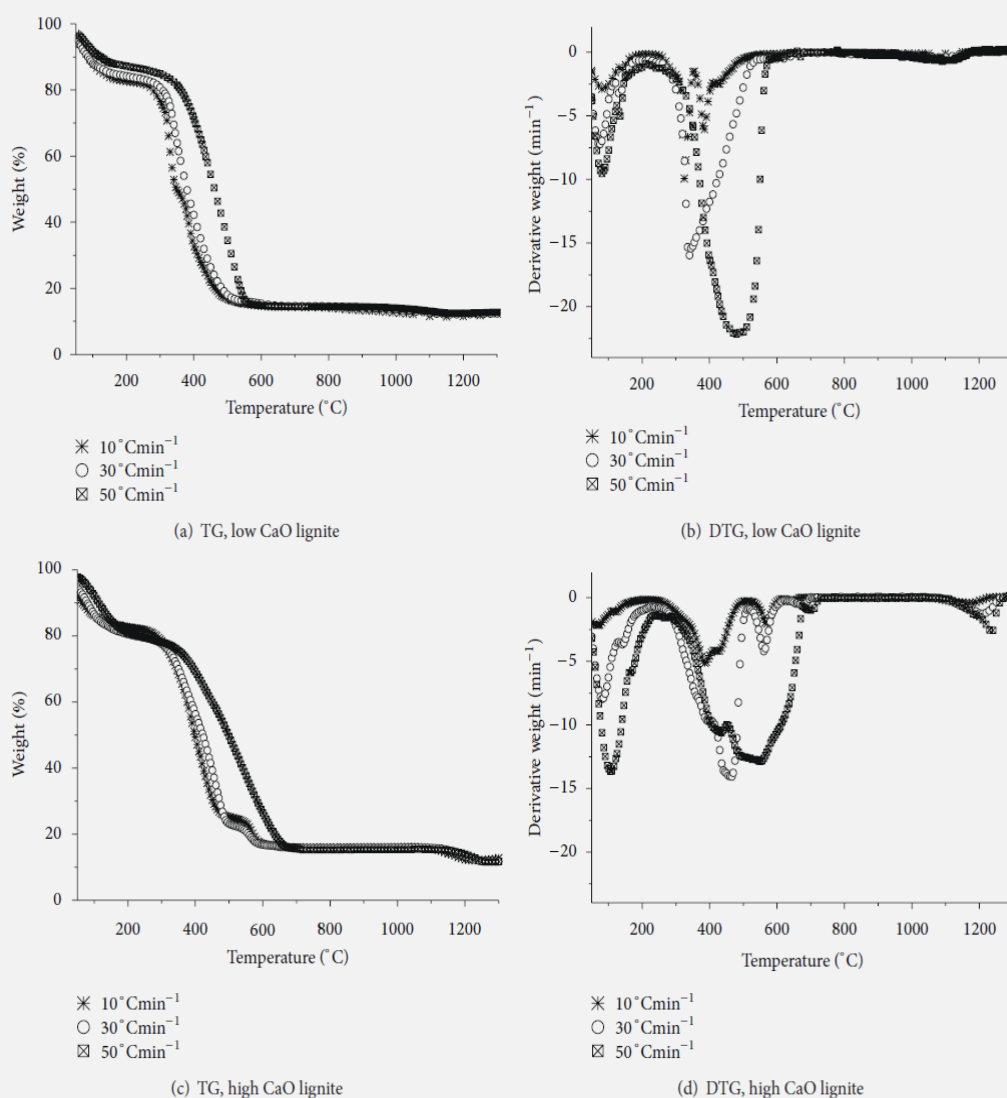 100
80
60
40
20
0
Weight (%)
200 400 600 800 1000 1200
Temperature (°C)
10°Cmin⁻¹
30°Cmin⁻¹
50°Cmin⁻¹
(a) TG, low CaO lignite
0
−5
−10
−15
−20
Derivative weight (min⁻¹)
200 400 600 800 1000 1200
Temperature (°C)
10°Cmin⁻¹
30°Cmin⁻¹
50°Cmin⁻¹
(b) DTG, low CaO lignite
100
80
60
40
20
0
Weight (%)
200 400 600 800 1000 1200
Temperature (°C)
10°Cmin⁻¹
30°Cmin⁻¹
50°Cmin⁻¹
(c) TG, high CaO lignite
0
−5
−10
−15
−20
Derivative weight (min⁻¹)
200 400 600 800 1000 1200
Temperature (°C)
10°Cmin⁻¹
30°Cmin⁻¹
50°Cmin⁻¹
(d) DTG, high CaO lignite